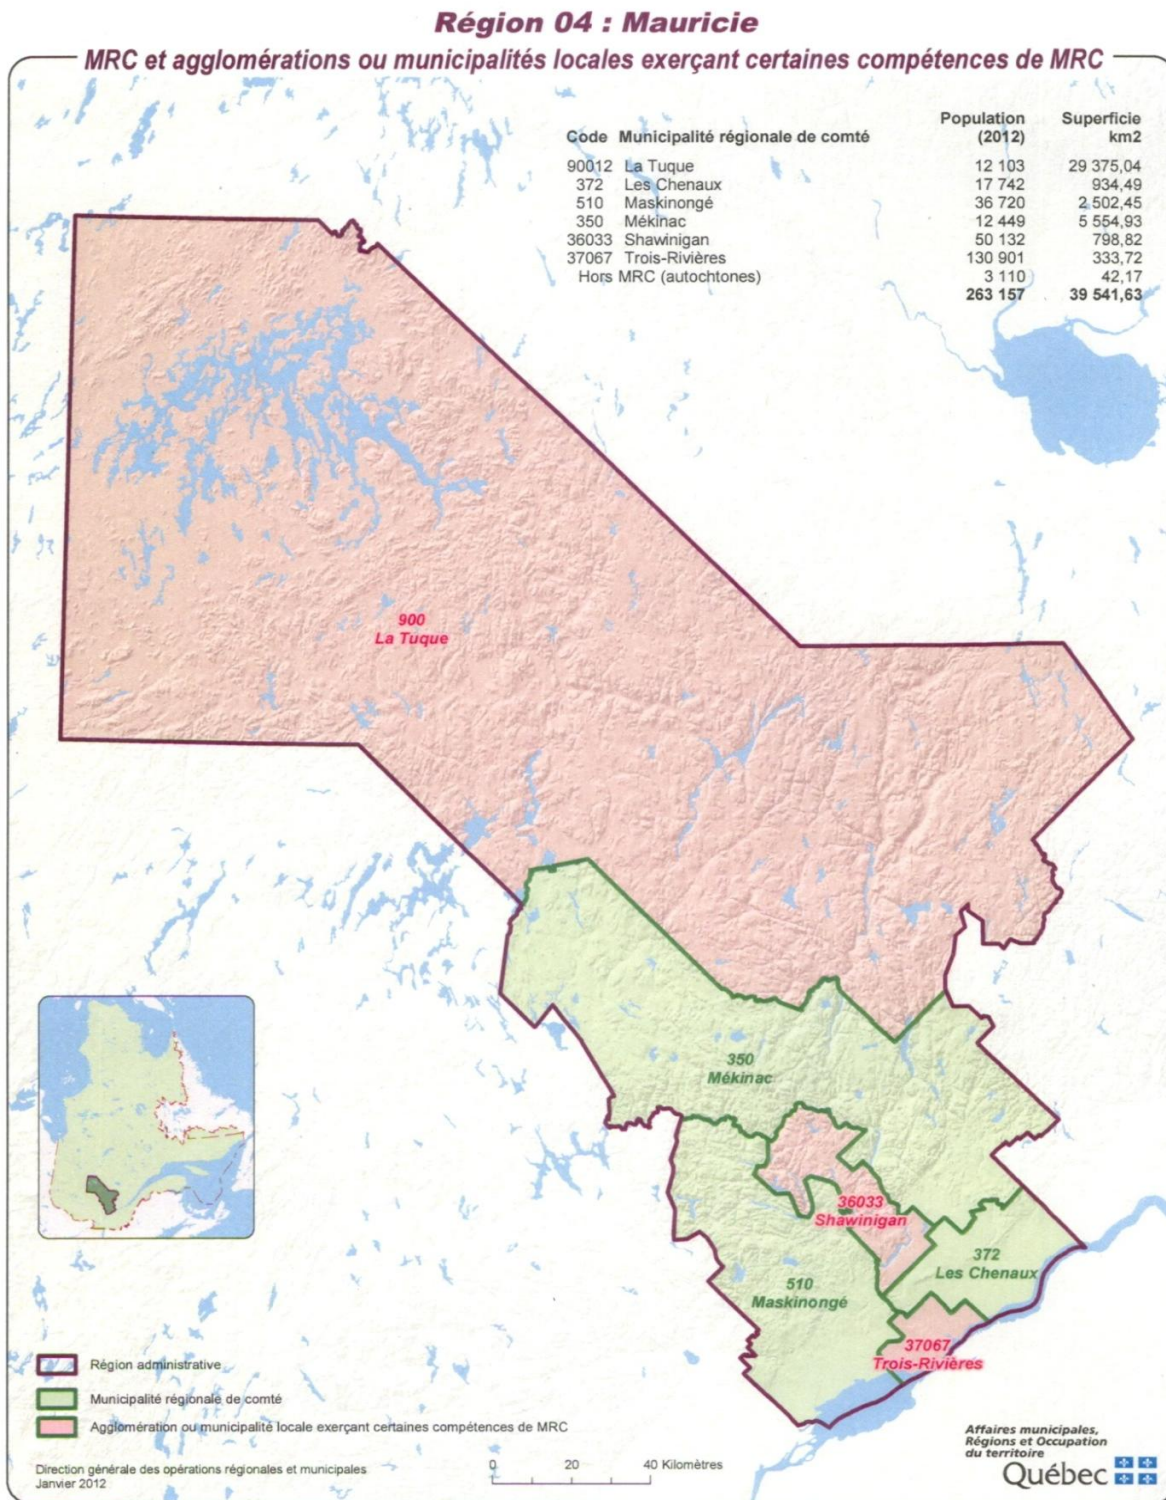 Région 04 : Mauricie
MRC et agglomérations ou municipalités locales exerçant certaines compétences de MRC
Code Municipalité régionale de comté Population (2012) Superficie km2
90012 La Tuque 12 103 29 375,04
372 Les Chenaux 17 742 934,49
510 Maskinongé 36 720 2 502,45
350 Mékinac 12 449 5 554,93
36033 Shawinigan 50 132 798,82
37067 Trois-Rivières 130 901 333,72
Hors MRC (autochtones) 3 110 42,17
263 157 39 541,63
900
La Tuque
350
Mékinac
36033
Shawinigan
372
Les Chenaux
510
Maskinongé
37067
Trois-Rivières
Région administrative
Municipalité régionale de comté
Agglomération ou municipalité locale exerçant certaines compétences de MRC
Direction générale des opérations régionales et municipales
Janvier 2012
0 20 40 Kilomètres
Affaires municipales,
Régions et Occupation
du territoire
Québec